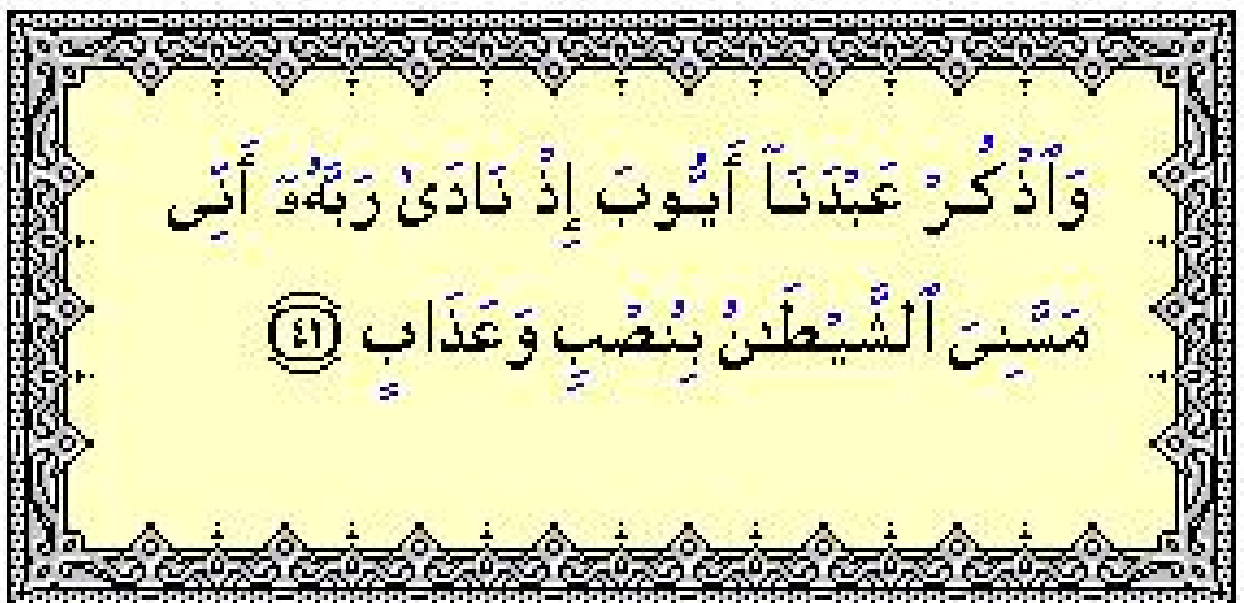 وَٱذْكُرْ عَبْدَنَآ أَيُّوبَ إِذْ نَادَىٰ رَبَّهُۥٓ أَنِّى
مَسَّنِىَ ٱلشَّيْطَـٰنُ بِنُصْبٍ وَعَذَابٍ ٤١